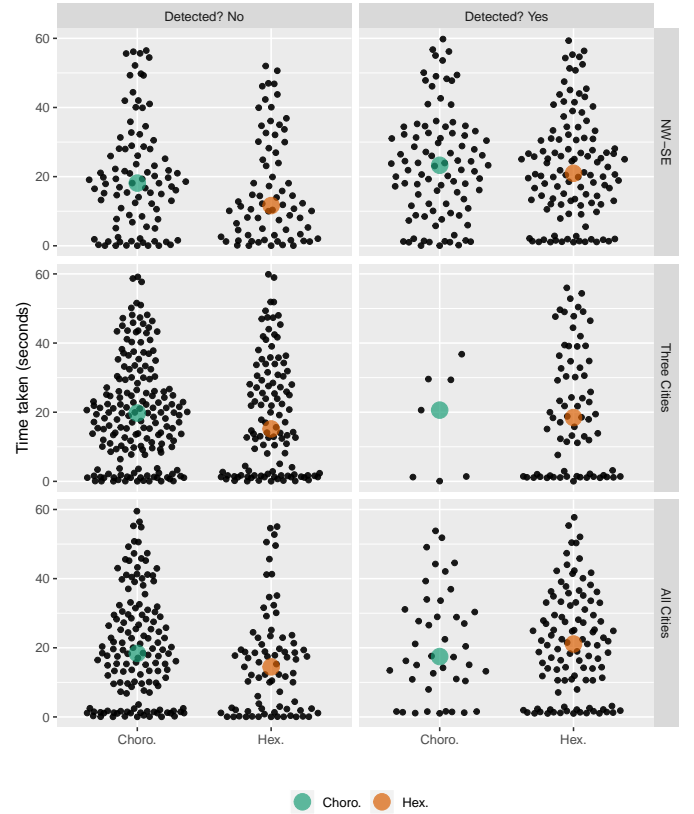 Detected? No
Detected? Yes
60
40
20
0
NW−SE
60
40
20
0
Three Cities
60
40
20
0
All Cities
Time taken (seconds)
Choro.
Hex.
Choro.
Hex.
Choro.
Hex.